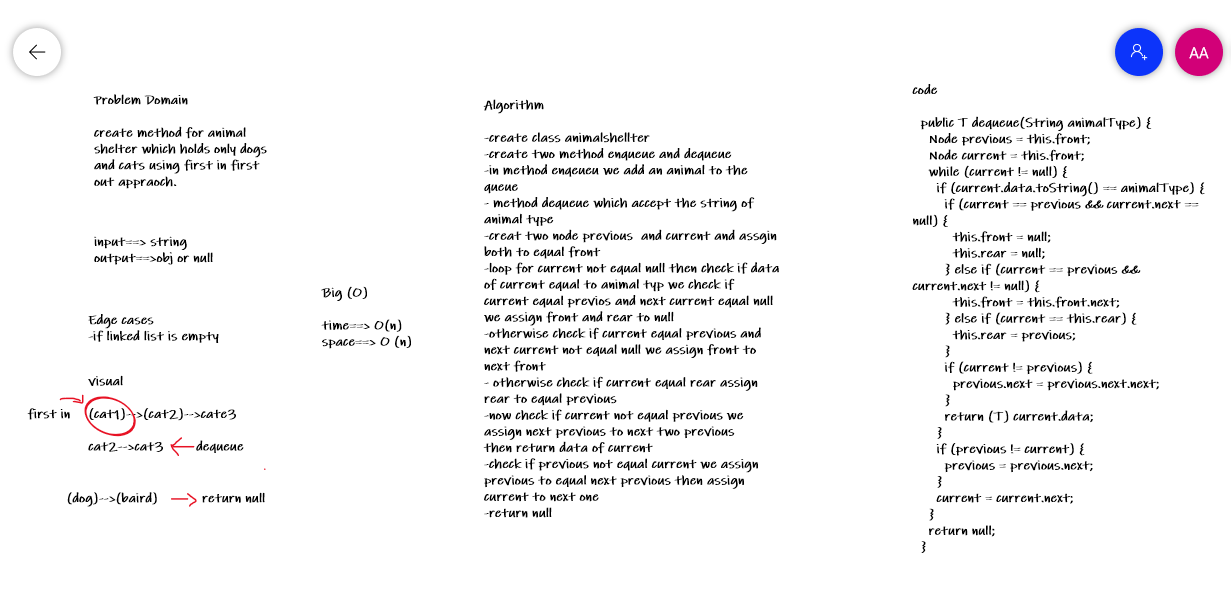 AA
Problem Domain
create method for animal
shelter which holds only dogs
and cats using first in first
out appraoch.
input==> string
output==>obj or null
Edge cases
-if linked list is empty
visual
first in (cat1)-->(cat2)-->cate3
cat2-->cat3 dequeue
(dog)-->(baird) return null
Big (O)
time==> O(n)
space==> O (n)
Algorithm
-create class animalshellter
-create two method enqueue and dequeue
-in method enqeueu we add an animal to the
queue
- method dequeue which accept the string of
animal type
-creat two node previous and current and assgin
both to equal front
-loop for current not equal null then check if data
of current equal to animal typ we check if
current equal previos and next current equal null
we assign front and rear to null
-otherwise check if current equal previous and
next current not equal null we assign front to
next front
- otherwise check if current equal rear assign
rear to equal previous
-now check if current not equal previous we
assign next previous to next two previous
then return data of current
-check if previous not equal current we assign
previous to equal next previous then assign
current to next one
-return null
code
public T dequeue(String animalType) {
Node previous = this.front;
Node current = this.front;
while (current != null) {
if (current.data.toString() == animalType) {
if (current == previous && current.next ==
null) {
this.front = null;
this.rear = null;
} else if (current == previous &&
current.next != null) {
this.front = this.front.next;
} else if (current == this.rear) {
this.rear = previous;
}
if (current != previous) {
previous.next = previous.next.next;
}
return (T) current.data;
}
if (previous != current) {
previous = previous.next;
}
current = current.next;
}
return null;
}